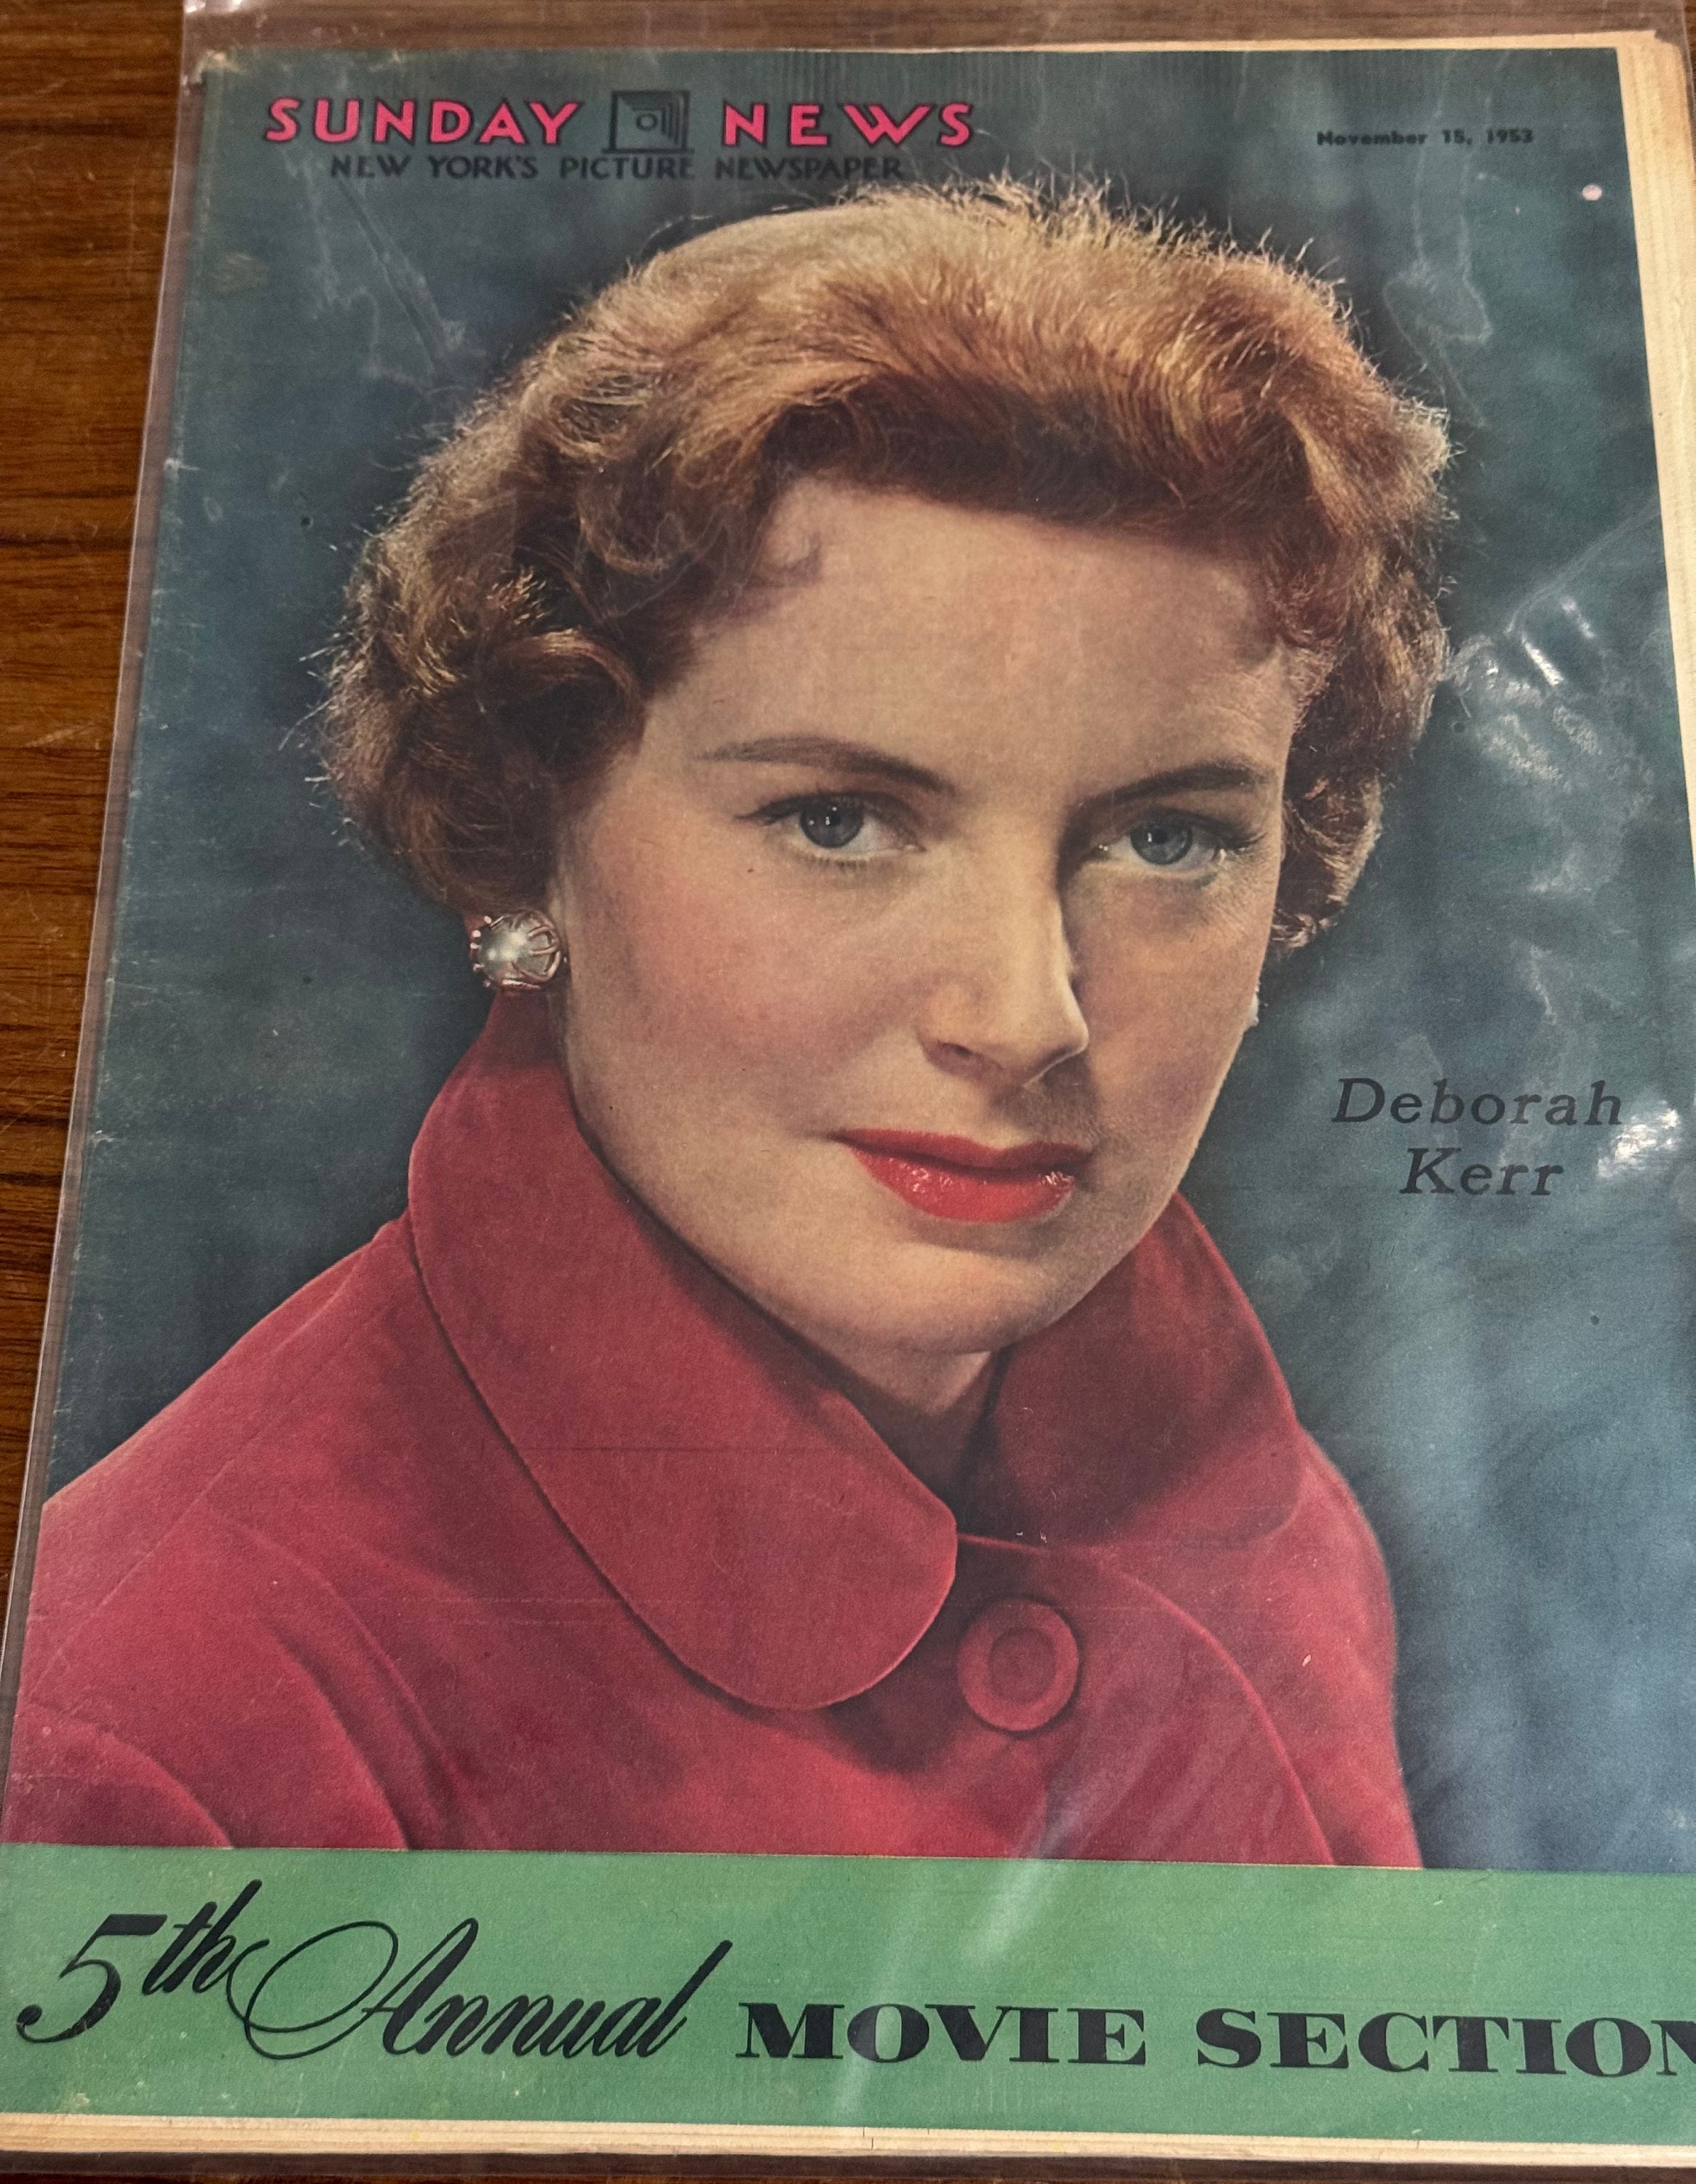 SUNDAY NEWS
NEW YORK'S PICTURE NEWSPAPER
November 15, 1953
Deborah
Kerr
5th Annual MOVIE SECTION